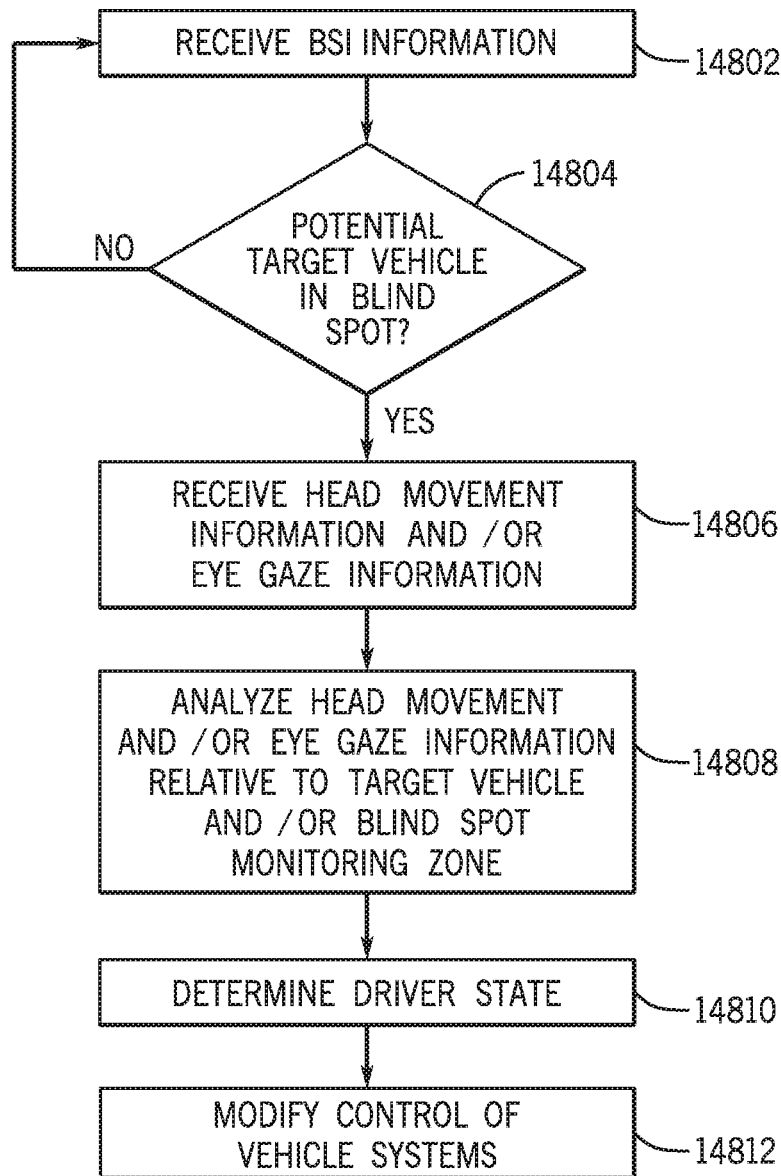 RECEIVE BSI INFORMATION
14802
14804
POTENTIAL
TARGET VEHICLE
IN BLIND
SPOT?
NO
YES
RECEIVE HEAD MOVEMENT
INFORMATION AND /OR
EYE GAZE INFORMATION
14806
ANALYZE HEAD MOVEMENT
AND /OR EYE GAZE INFORMATION
RELATIVE TO TARGET VEHICLE
AND /OR BLIND SPOT
MONITORING ZONE
14808
DETERMINE DRIVER STATE
14810
MODIFY CONTROL OF
VEHICLE SYSTEMS
14812